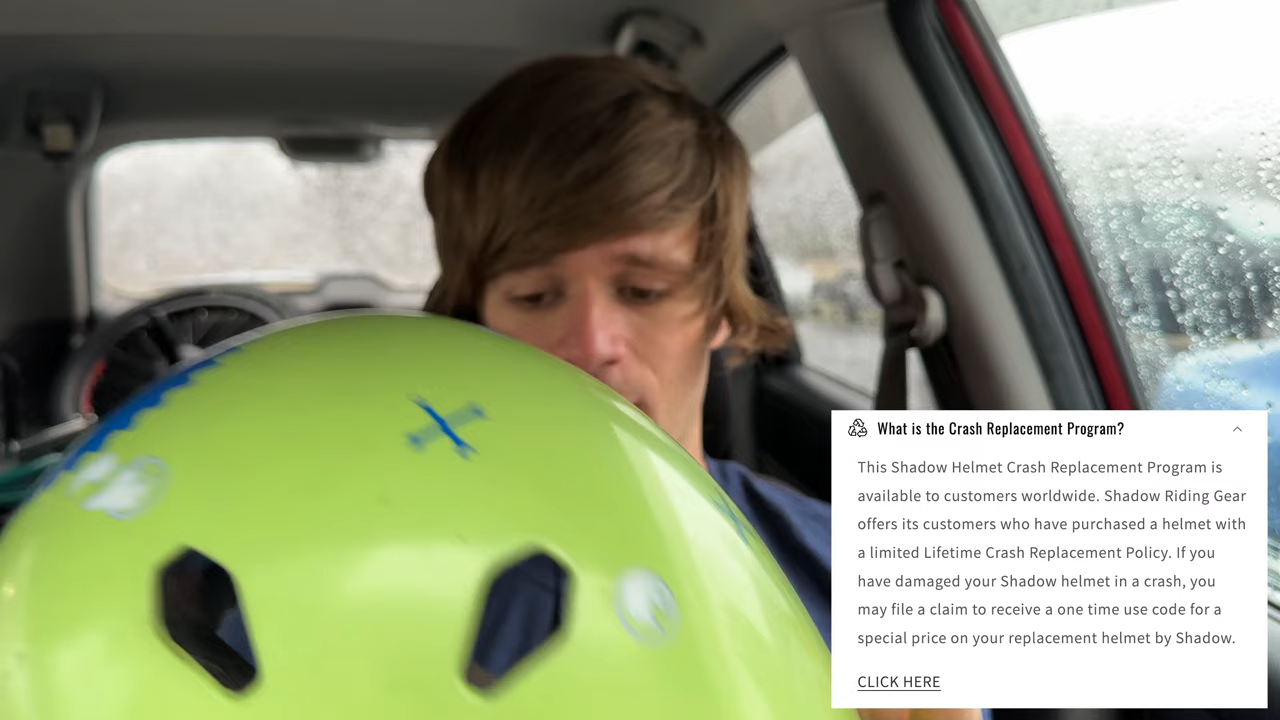 What is the Crash Replacement Program?
This Shadow Helmet Crash Replacement Program is
available to customers worldwide. Shadow Riding Gear
offers its customers who have purchased a helmet with
a limited Lifetime Crash Replacement Policy. If you
have damaged your Shadow helmet in a crash, you
may file a claim to receive a one time use code for a
special price on your replacement helmet by Shadow.
CLICK HERE